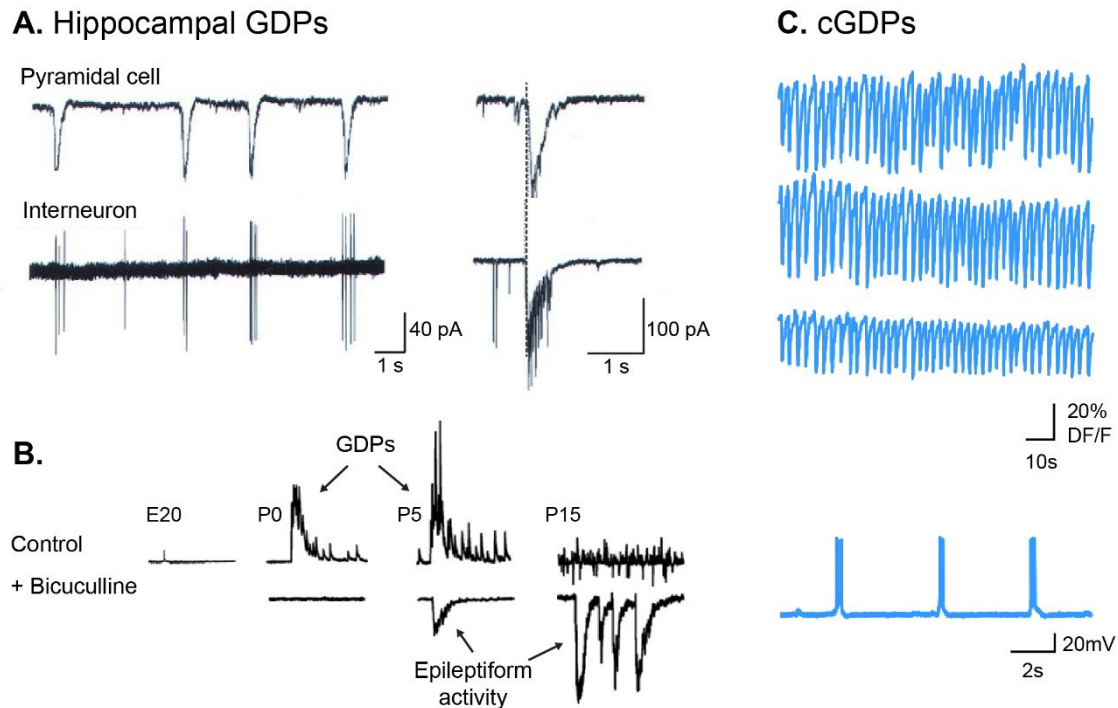 A. Hippocampal GDPs
Pyramidal cell
Interneuron
40 pA
1 s
100 pA
1 s
B.
GDPs
E20
P0
P5
P15
Control
+ Bicuculline
Epileptiform
activity
C. cGDPs
20%
DF/F
10s
20mV
2s